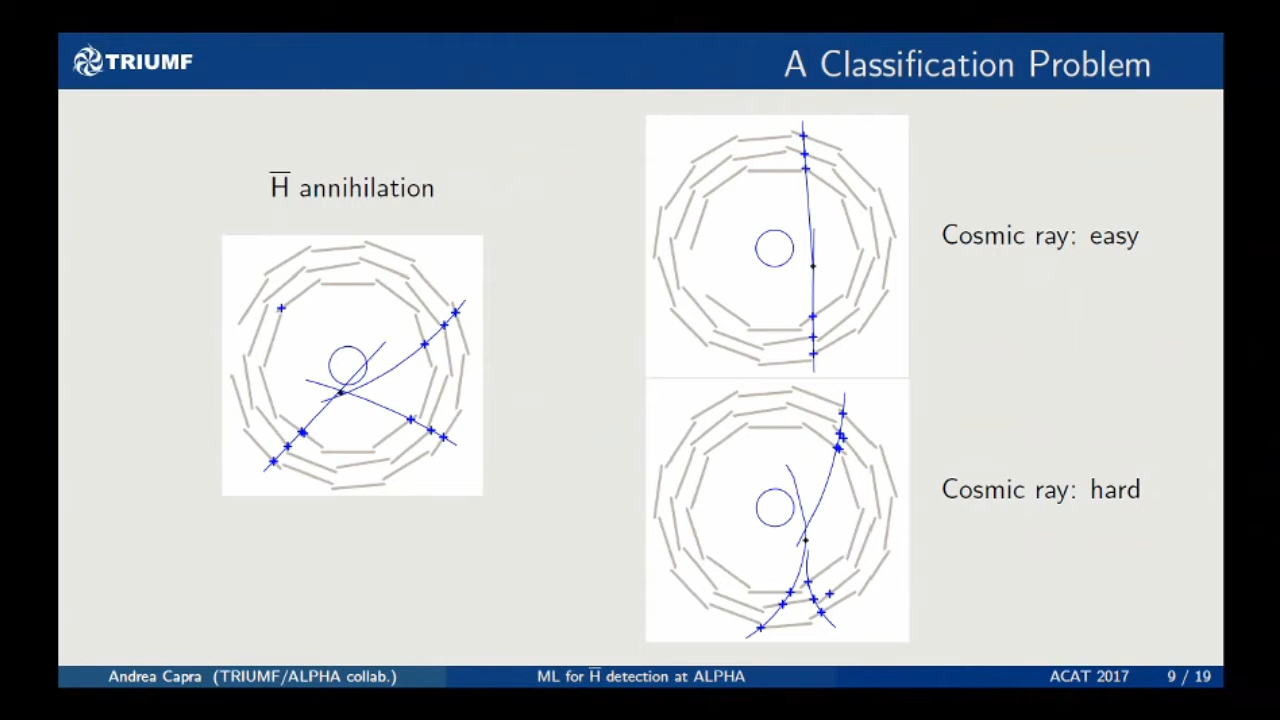 TRIUMF
A Classification Problem
H̅ annihilation
Cosmic ray: easy
Cosmic ray: hard
Andrea Capra (TRIUMF/ALPHA collab.)
ML for H̅ detection at ALPHA
ACAT 2017
9 / 19